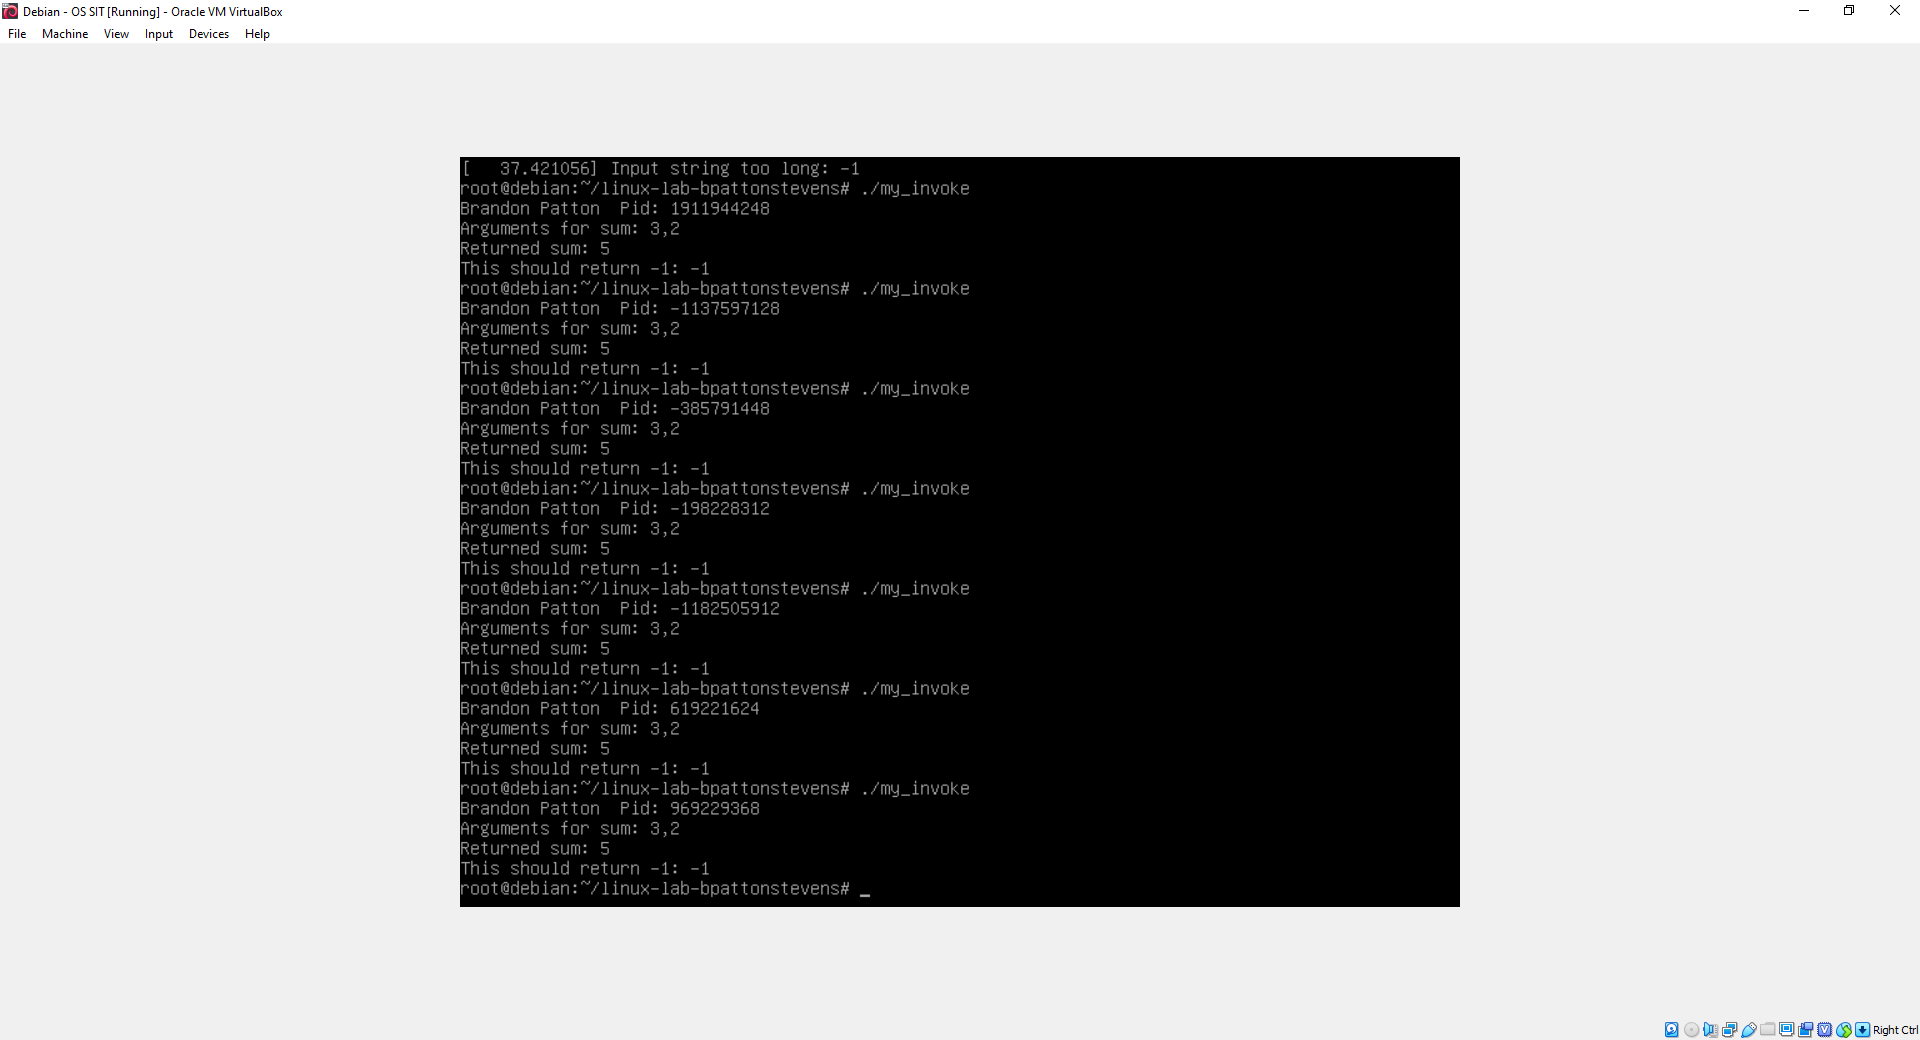 Debian - OS SIT [Running] - Oracle VM VirtualBox
File Machine View Input Devices Help
[   37.421056] Input string too long: -1
root@debian:~/linux-lab-bpattonstevens# ./my_invoke
Brandon Patton  Pid: 1911944248
Arguments for sum: 3,2
Returned sum: 5
This should return -1: -1
root@debian:~/linux-lab-bpattonstevens# ./my_invoke
Brandon Patton  Pid: -1137597128
Arguments for sum: 3,2
Returned sum: 5
This should return -1: -1
root@debian:~/linux-lab-bpattonstevens# ./my_invoke
Brandon Patton  Pid: -385791448
Arguments for sum: 3,2
Returned sum: 5
This should return -1: -1
root@debian:~/linux-lab-bpattonstevens# ./my_invoke
Brandon Patton  Pid: -198228312
Arguments for sum: 3,2
Returned sum: 5
This should return -1: -1
root@debian:~/linux-lab-bpattonstevens# ./my_invoke
Brandon Patton  Pid: -1182505912
Arguments for sum: 3,2
Returned sum: 5
This should return -1: -1
root@debian:~/linux-lab-bpattonstevens# ./my_invoke
Brandon Patton  Pid: 619221624
Arguments for sum: 3,2
Returned sum: 5
This should return -1: -1
root@debian:~/linux-lab-bpattonstevens# ./my_invoke
Brandon Patton  Pid: 969229368
Arguments for sum: 3,2
Returned sum: 5
This should return -1: -1
root@debian:~/linux-lab-bpattonstevens# _
Right Ctrl